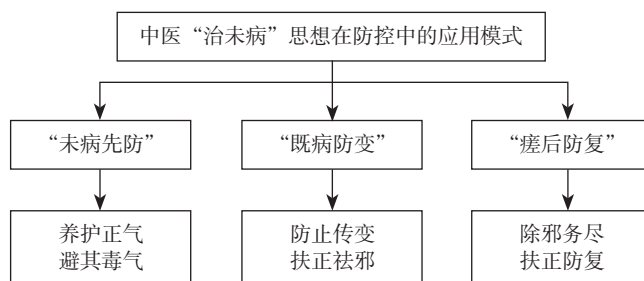 中医“治未病”思想在防控中的应用模式
“未病先防”
“既病防变”
“瘥后防复”
养护正气
避其毒气
防止传变
扶正祛邪
除邪务尽
扶正防复